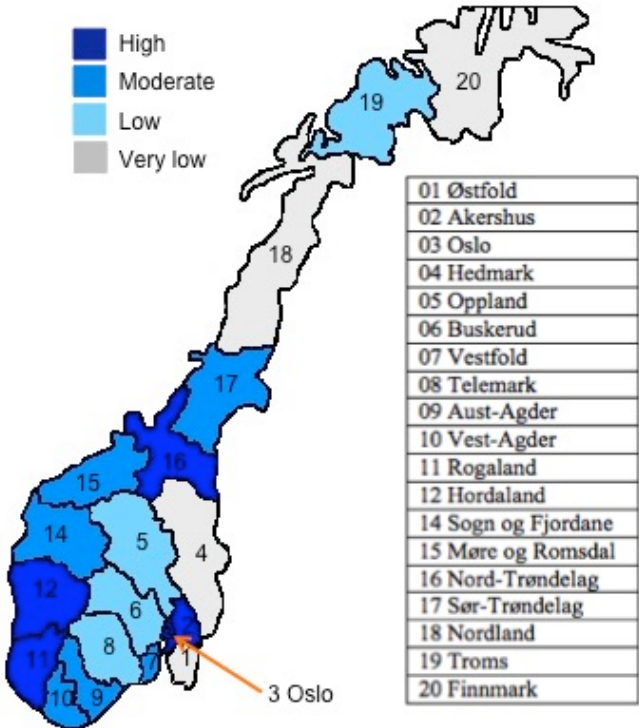 High
Moderate
Low
Very low
20
19
18
17
16
15
14
5
4
12
6
2
8
11
7
1
10
9
3 Oslo
01 Østfold
02 Akershus
03 Oslo
04 Hedmark
05 Oppland
06 Buskerud
07 Vestfold
08 Telemark
09 Aust-Agder
10 Vest-Agder
11 Rogaland
12 Hordaland
14 Sogn og Fjordane
15 Møre og Romsdal
16 Nord-Trøndelag
17 Sør-Trøndelag
18 Nordland
19 Troms
20 Finnmark